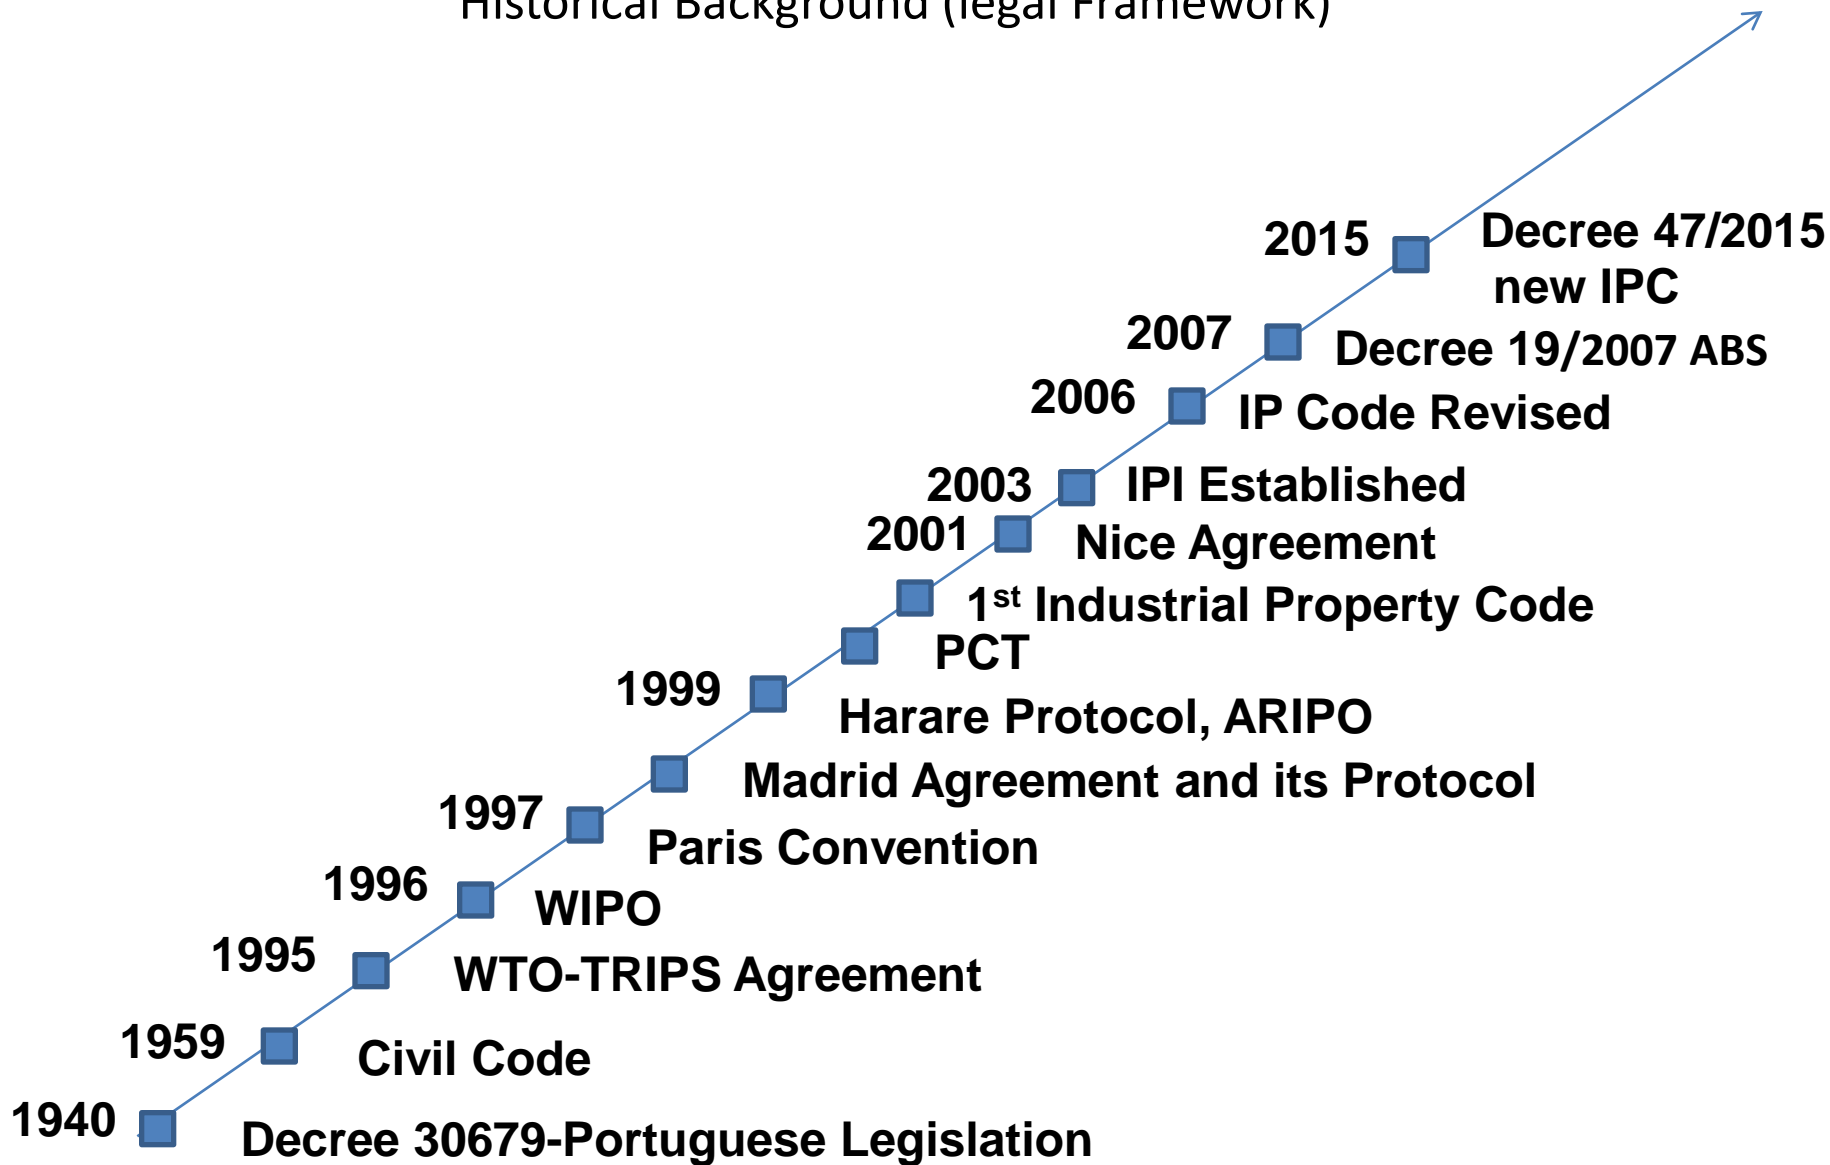 Historical Background (legal Framework)
2015 Decree 47/2015
new IPC
2007 Decree 19/2007 ABS
2006 IP Code Revised
2003 IPI Established
2001 Nice Agreement
1st Industrial Property Code
PCT
1999
Harare Protocol, ARIPO
Madrid Agreement and its Protocol
1997 Paris Convention
1996 WIPO
1995 WTO-TRIPS Agreement
1959 Civil Code
1940 Decree 30679-Portuguese Legislation